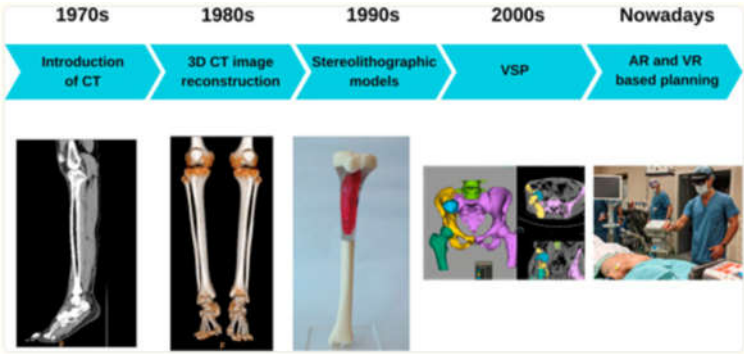 1970s
1980s
1990s
2000s
Nowadays
Introduction
of CT
3D CT image
reconstruction
Stereolithographic
models
VSP
AR and VR
based planning